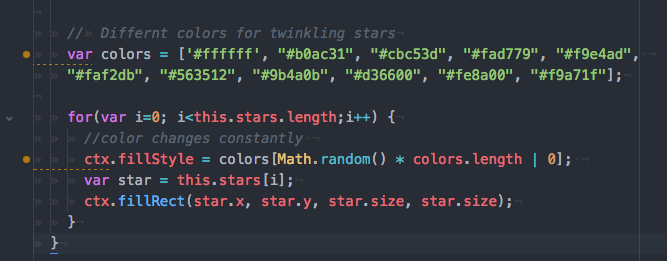 // Differnt colors for twinkling stars
var colors = ['#ffffff', "#b0ac31", "#cbc53d", "#fad779", "#f9e4ad",
"#faf2db", "#563512", "#9b4a0b", "#d36600", "#fe8a00", "#f9a71f"];
for(var i=0; i<this.stars.length;i++) {
//color changes constantly
ctx.fillStyle = colors[Math.random() * colors.length | 0];
var star = this.stars[i];
ctx.fillRect(star.x, star.y, star.size, star.size);
}
}